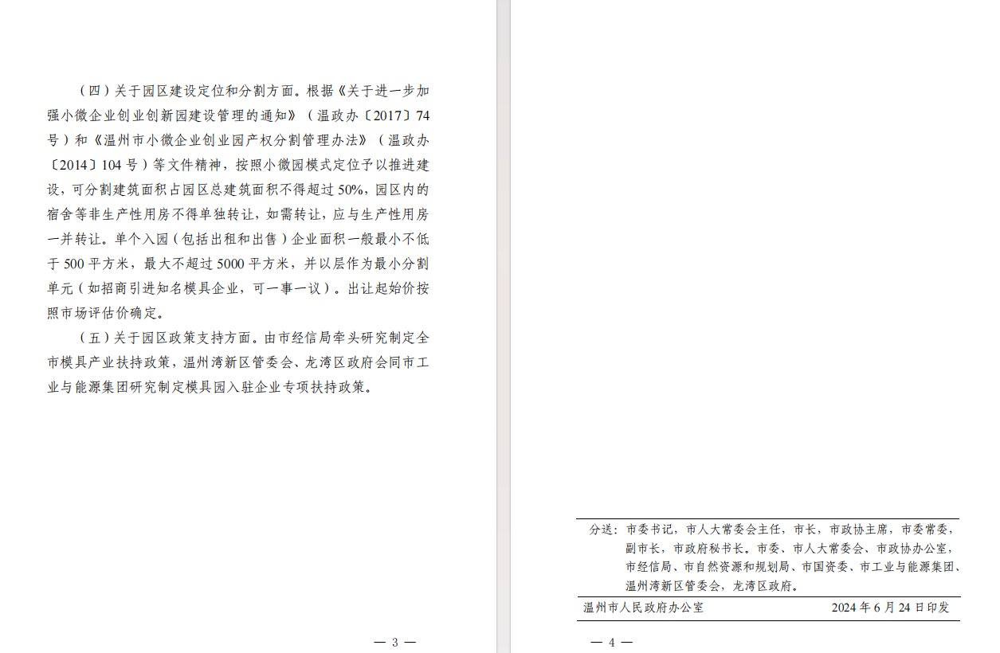 （四）关于园区建设定位和分割方面。根据《关于进一步加
强小微企业创业创新园建设管理的通知》（温政办〔2017〕74
号）和《温州市小微企业创业园产权分割管理办法》（温政办
〔2014〕104 号）等文件精神，按照小微园模式定位予以推进建
设，可分割建筑面积占园区总建筑面积不得超过 50%，园区内的
宿舍等非生产性用房不得单独转让，如需转让，应与生产性用房
一并转让。单个入园（包括出租和出售）企业面积一般最小不低
于 500 平方米，最大不超过 5000 平方米，并以层作为最小分割
单元（如招商引进知名模具企业，可一事一议）。出让起始价按
照市场评估价确定。
（五）关于园区政策支持方面。由市经信局牵头研究制定全
市模具产业扶持政策，温州湾新区管委会、龙湾区政府会同市工
业与能源集团研究制定模具园入驻企业专项扶持政策。
— 3 —
分送：市委书记，市人大常委会主任，市长，市政协主席，市委常委，
副市长，市政府秘书长。市委、市人大常委会、市政协办公室，
市经信局、市自然资源和规划局、市国资委、市工业与能源集团、
温州湾新区管委会，龙湾区政府。
温州市人民政府办公室 2024 年 6 月 24 日印发
— 4 —